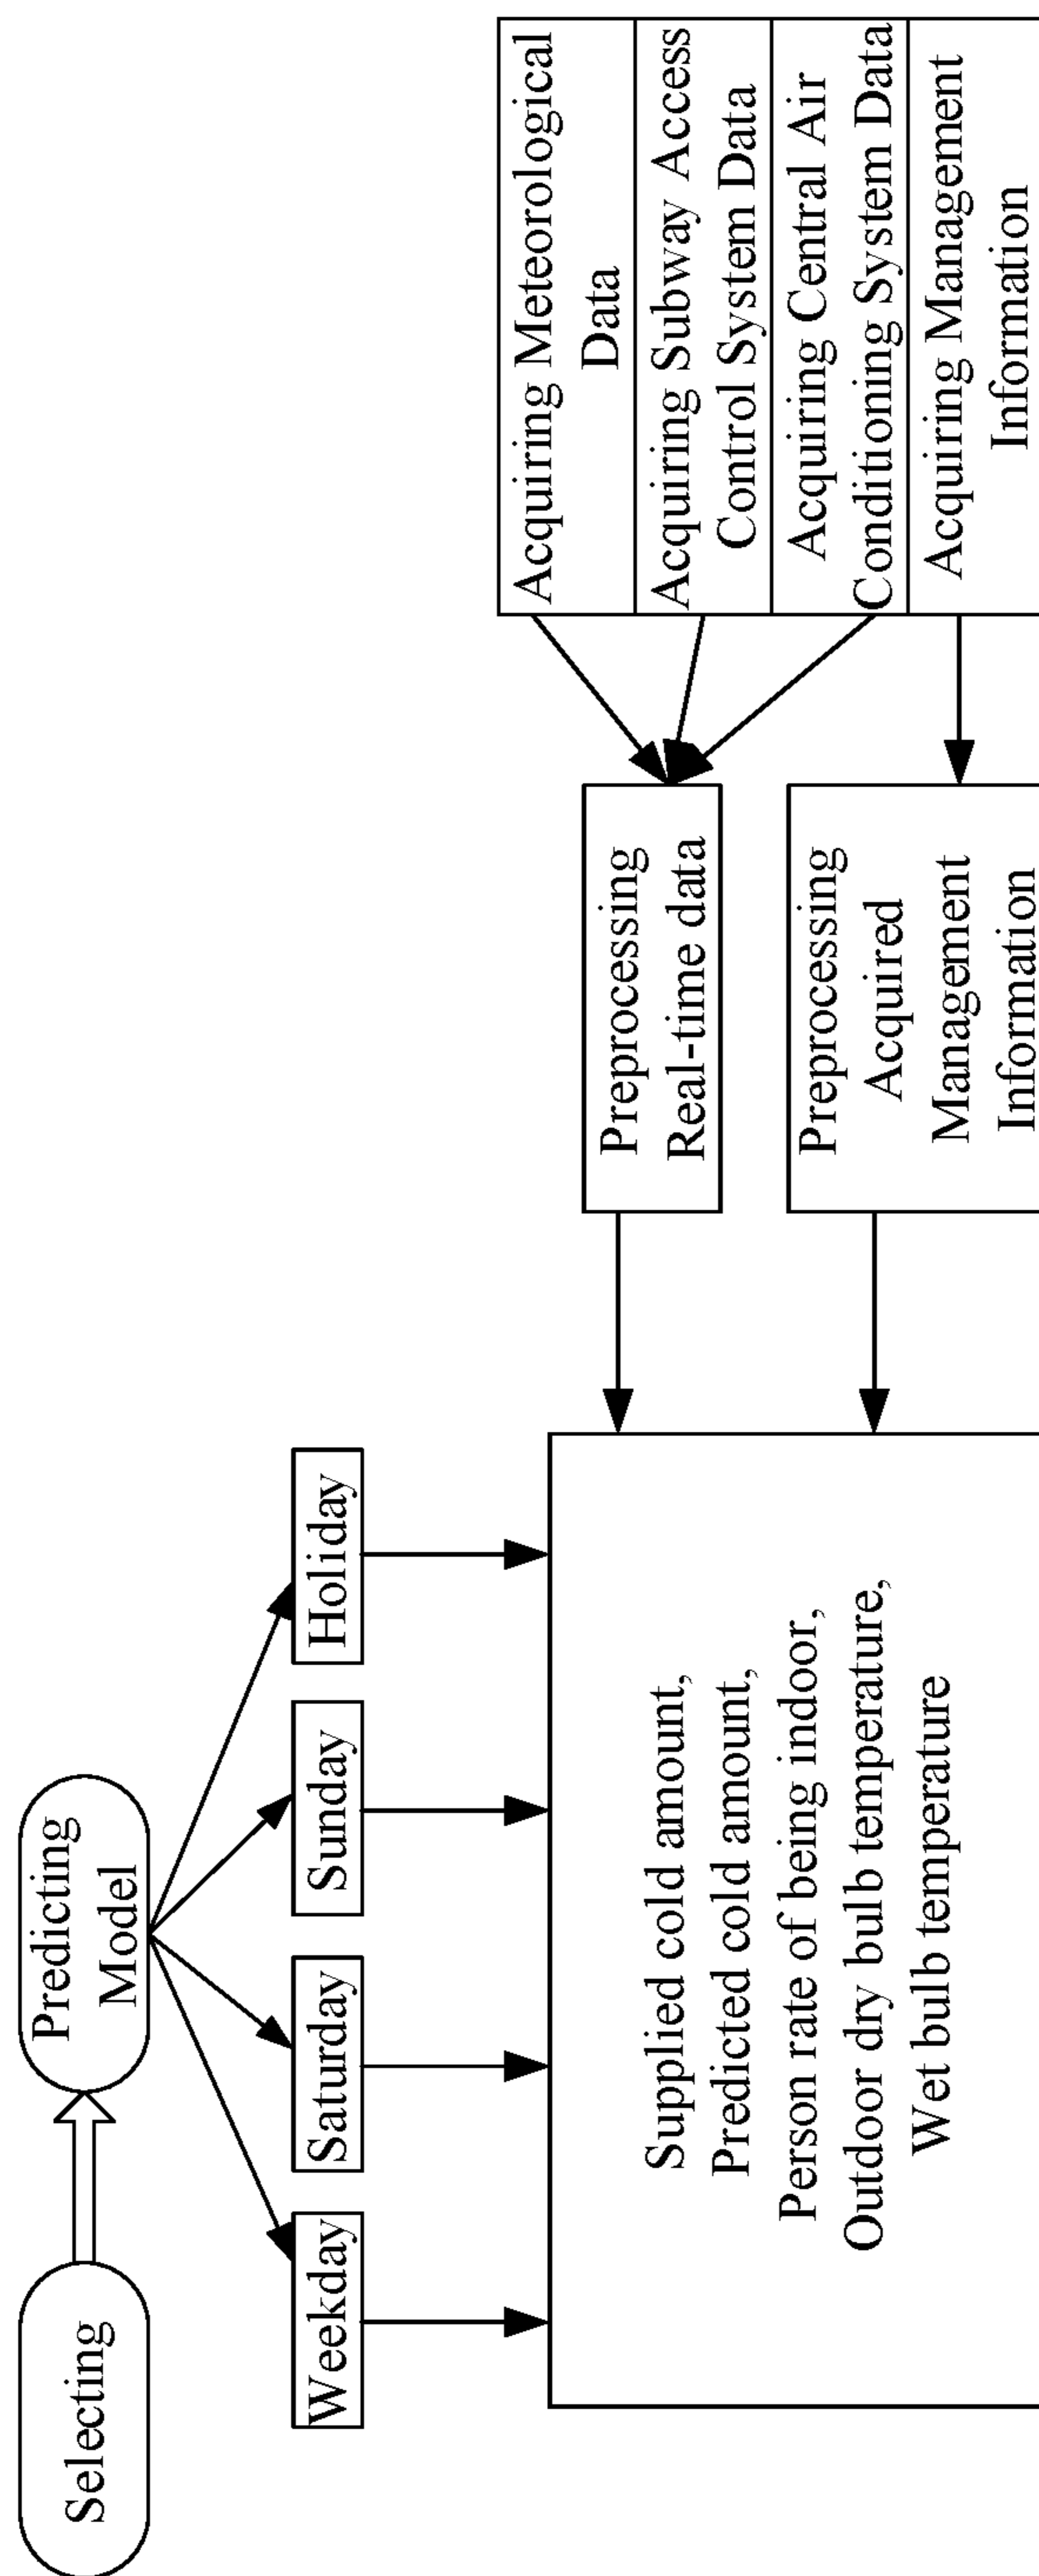 Selecting
Predicting
Model
Weekday
Saturday
Sunday
Holiday
Supplied cold amount,
Predicted cold amount,
Person rate of being indoor,
Outdoor dry bulb temperature,
Wet bulb temperature
Preprocessing
Real-time data
Preprocessing
Acquired
Management
Information
Acquiring Meteorological
Data
Acquiring Subway Access
Control System Data
Acquiring Central Air
Conditioning System Data
Acquiring Management
Information